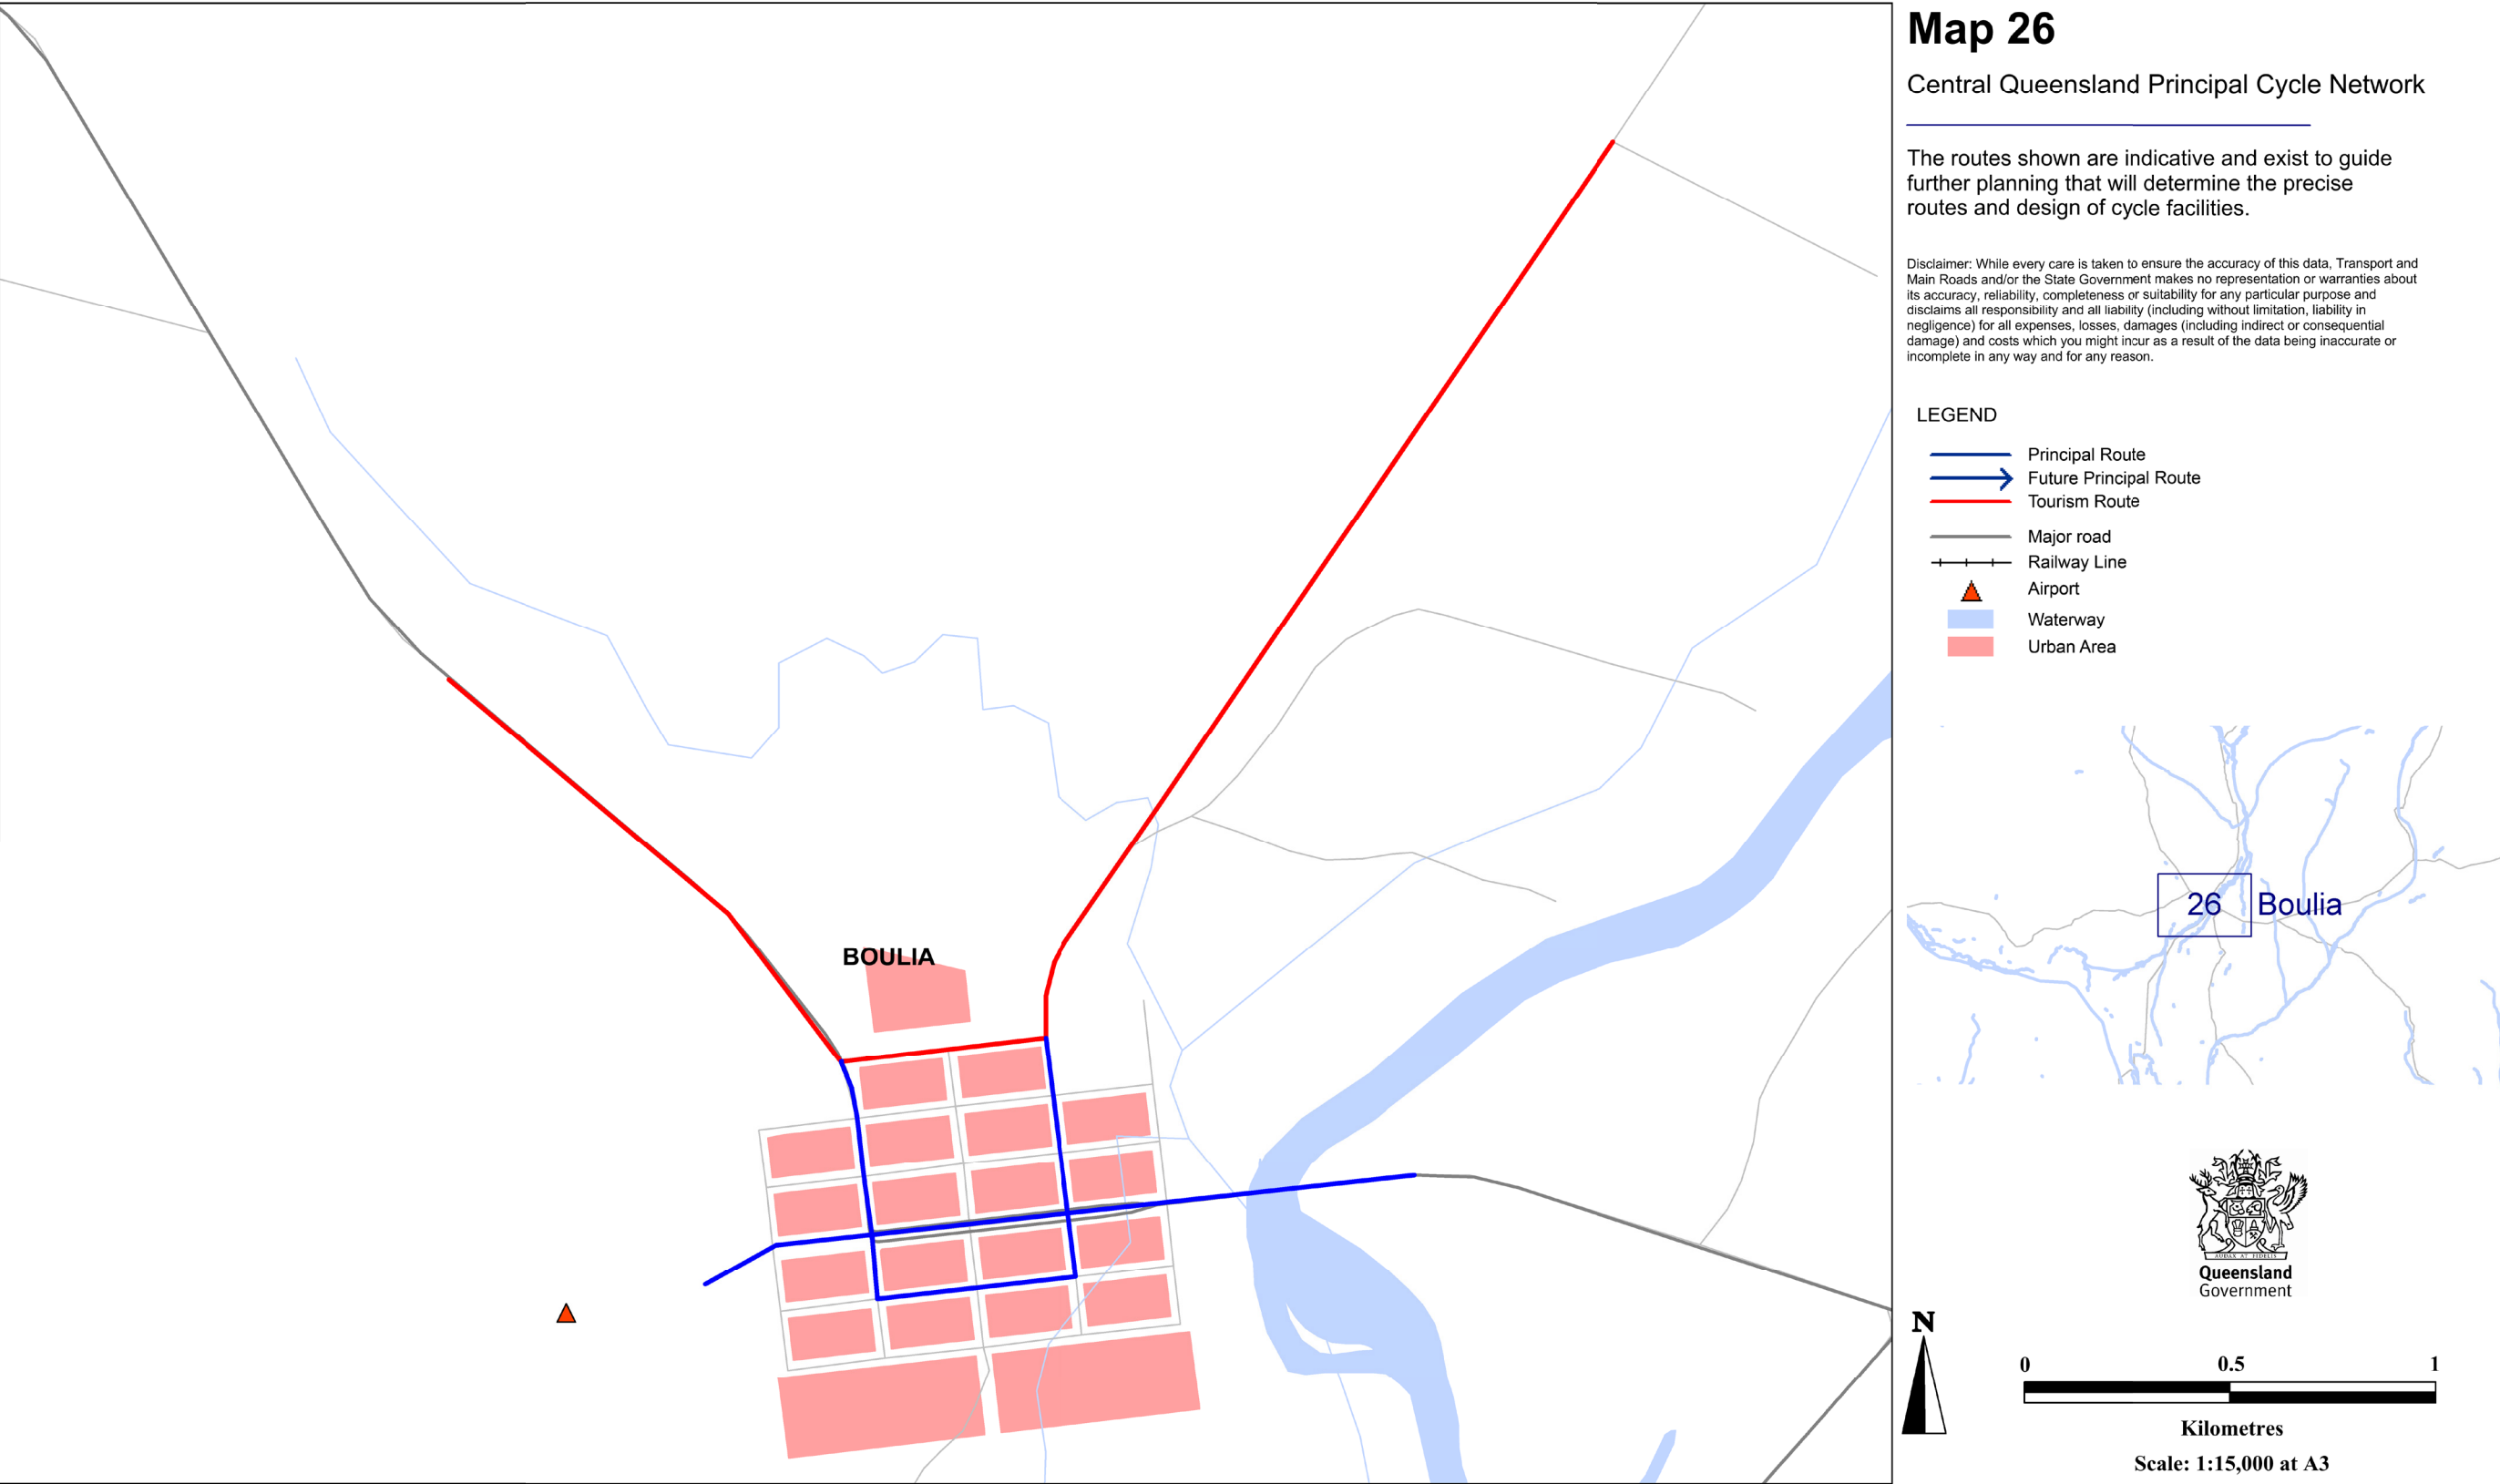 Map 26
Central Queensland Principal Cycle Network
The routes shown are indicative and exist to guide
further planning that will determine the precise
routes and design of cycle facilities.
Disclaimer: While every care is taken to ensure the accuracy of this data, Transport and
Main Roads and/or the State Government makes no representation or warranties about
its accuracy, reliability, completeness or suitability for any particular purpose and
disclaims all responsibility and all liability (including without limitation, liability in
negligence) for all expenses, losses, damages (including indirect or consequential
damage) and costs which you might incur as a result of the data being inaccurate or
incomplete in any way and for any reason.
LEGEND
Principal Route
Future Principal Route
Tourism Route
Major road
Railway Line
Airport
Waterway
Urban Area
BOULIA
26 Boulia
AUDAX AT FIDELIS
Queensland
Government
N
0 0.5 1
Kilometres
Scale: 1:15,000 at A3